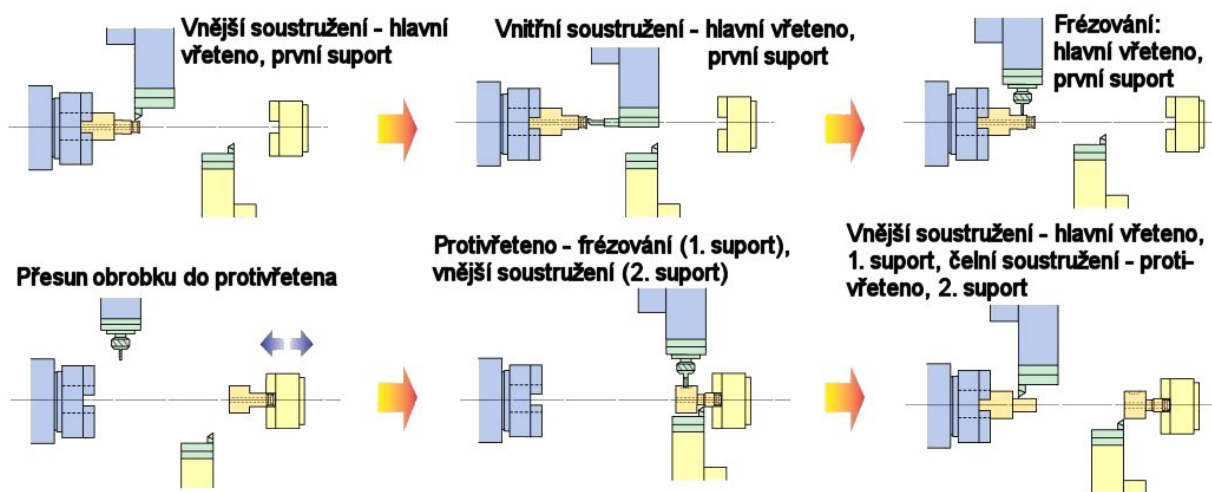 Vnější soustružení - hlavní
vřeteno, první suport
Vnitřní soustružení - hlavní vřeteno,
první suport
Frézování:
hlavní vřeteno,
první suport
Přesun obrobku do protivřetena
Protivřeteno - frézování (1. suport),
vnější soustružení (2. suport)
Vnější soustružení - hlavní vřeteno,
1. suport, čelní soustružení - proti-
vřeteno, 2. suport